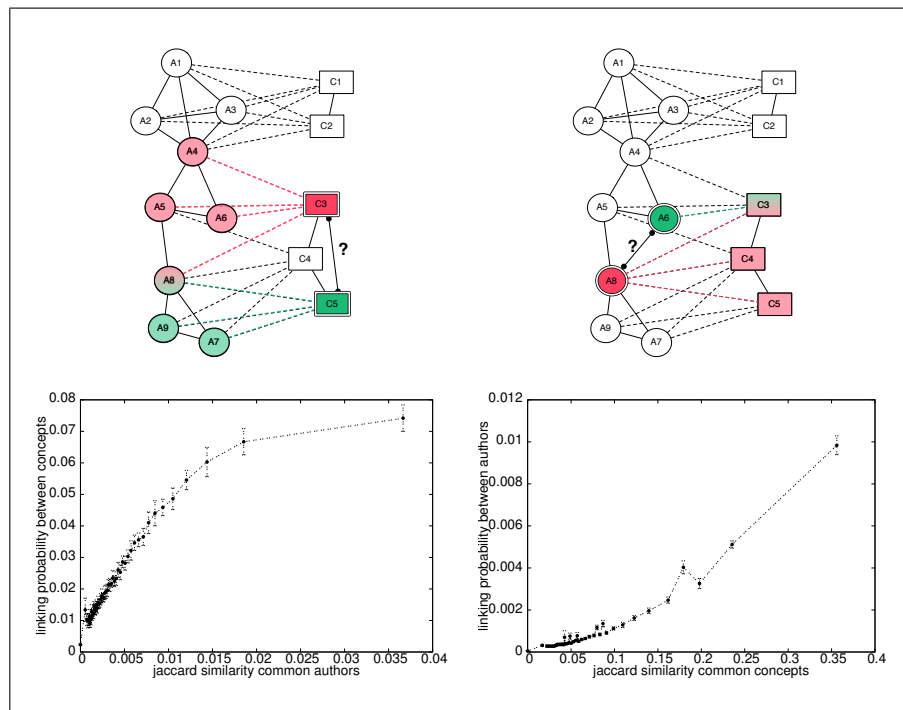 A1
C1
A3
A2
C2
A4
C3
A5
A6
?
C4
A8
C5
A9
A7
A1
C1
A3
A2
C2
A4
C3
A5
A6
?
C4
A8
C5
A9
A7
linking probability between concepts
0.08
0.07
0.06
0.05
0.04
0.03
0.02
0.01
0
0 0.005 0.01 0.015 0.02 0.025 0.03 0.035 0.04
jaccard similarity common authors
linking probability between authors
0.012
0.01
0.008
0.006
0.004
0.002
0
0 0.05 0.1 0.15 0.2 0.25 0.3 0.35 0.4
jaccard similarity common concepts